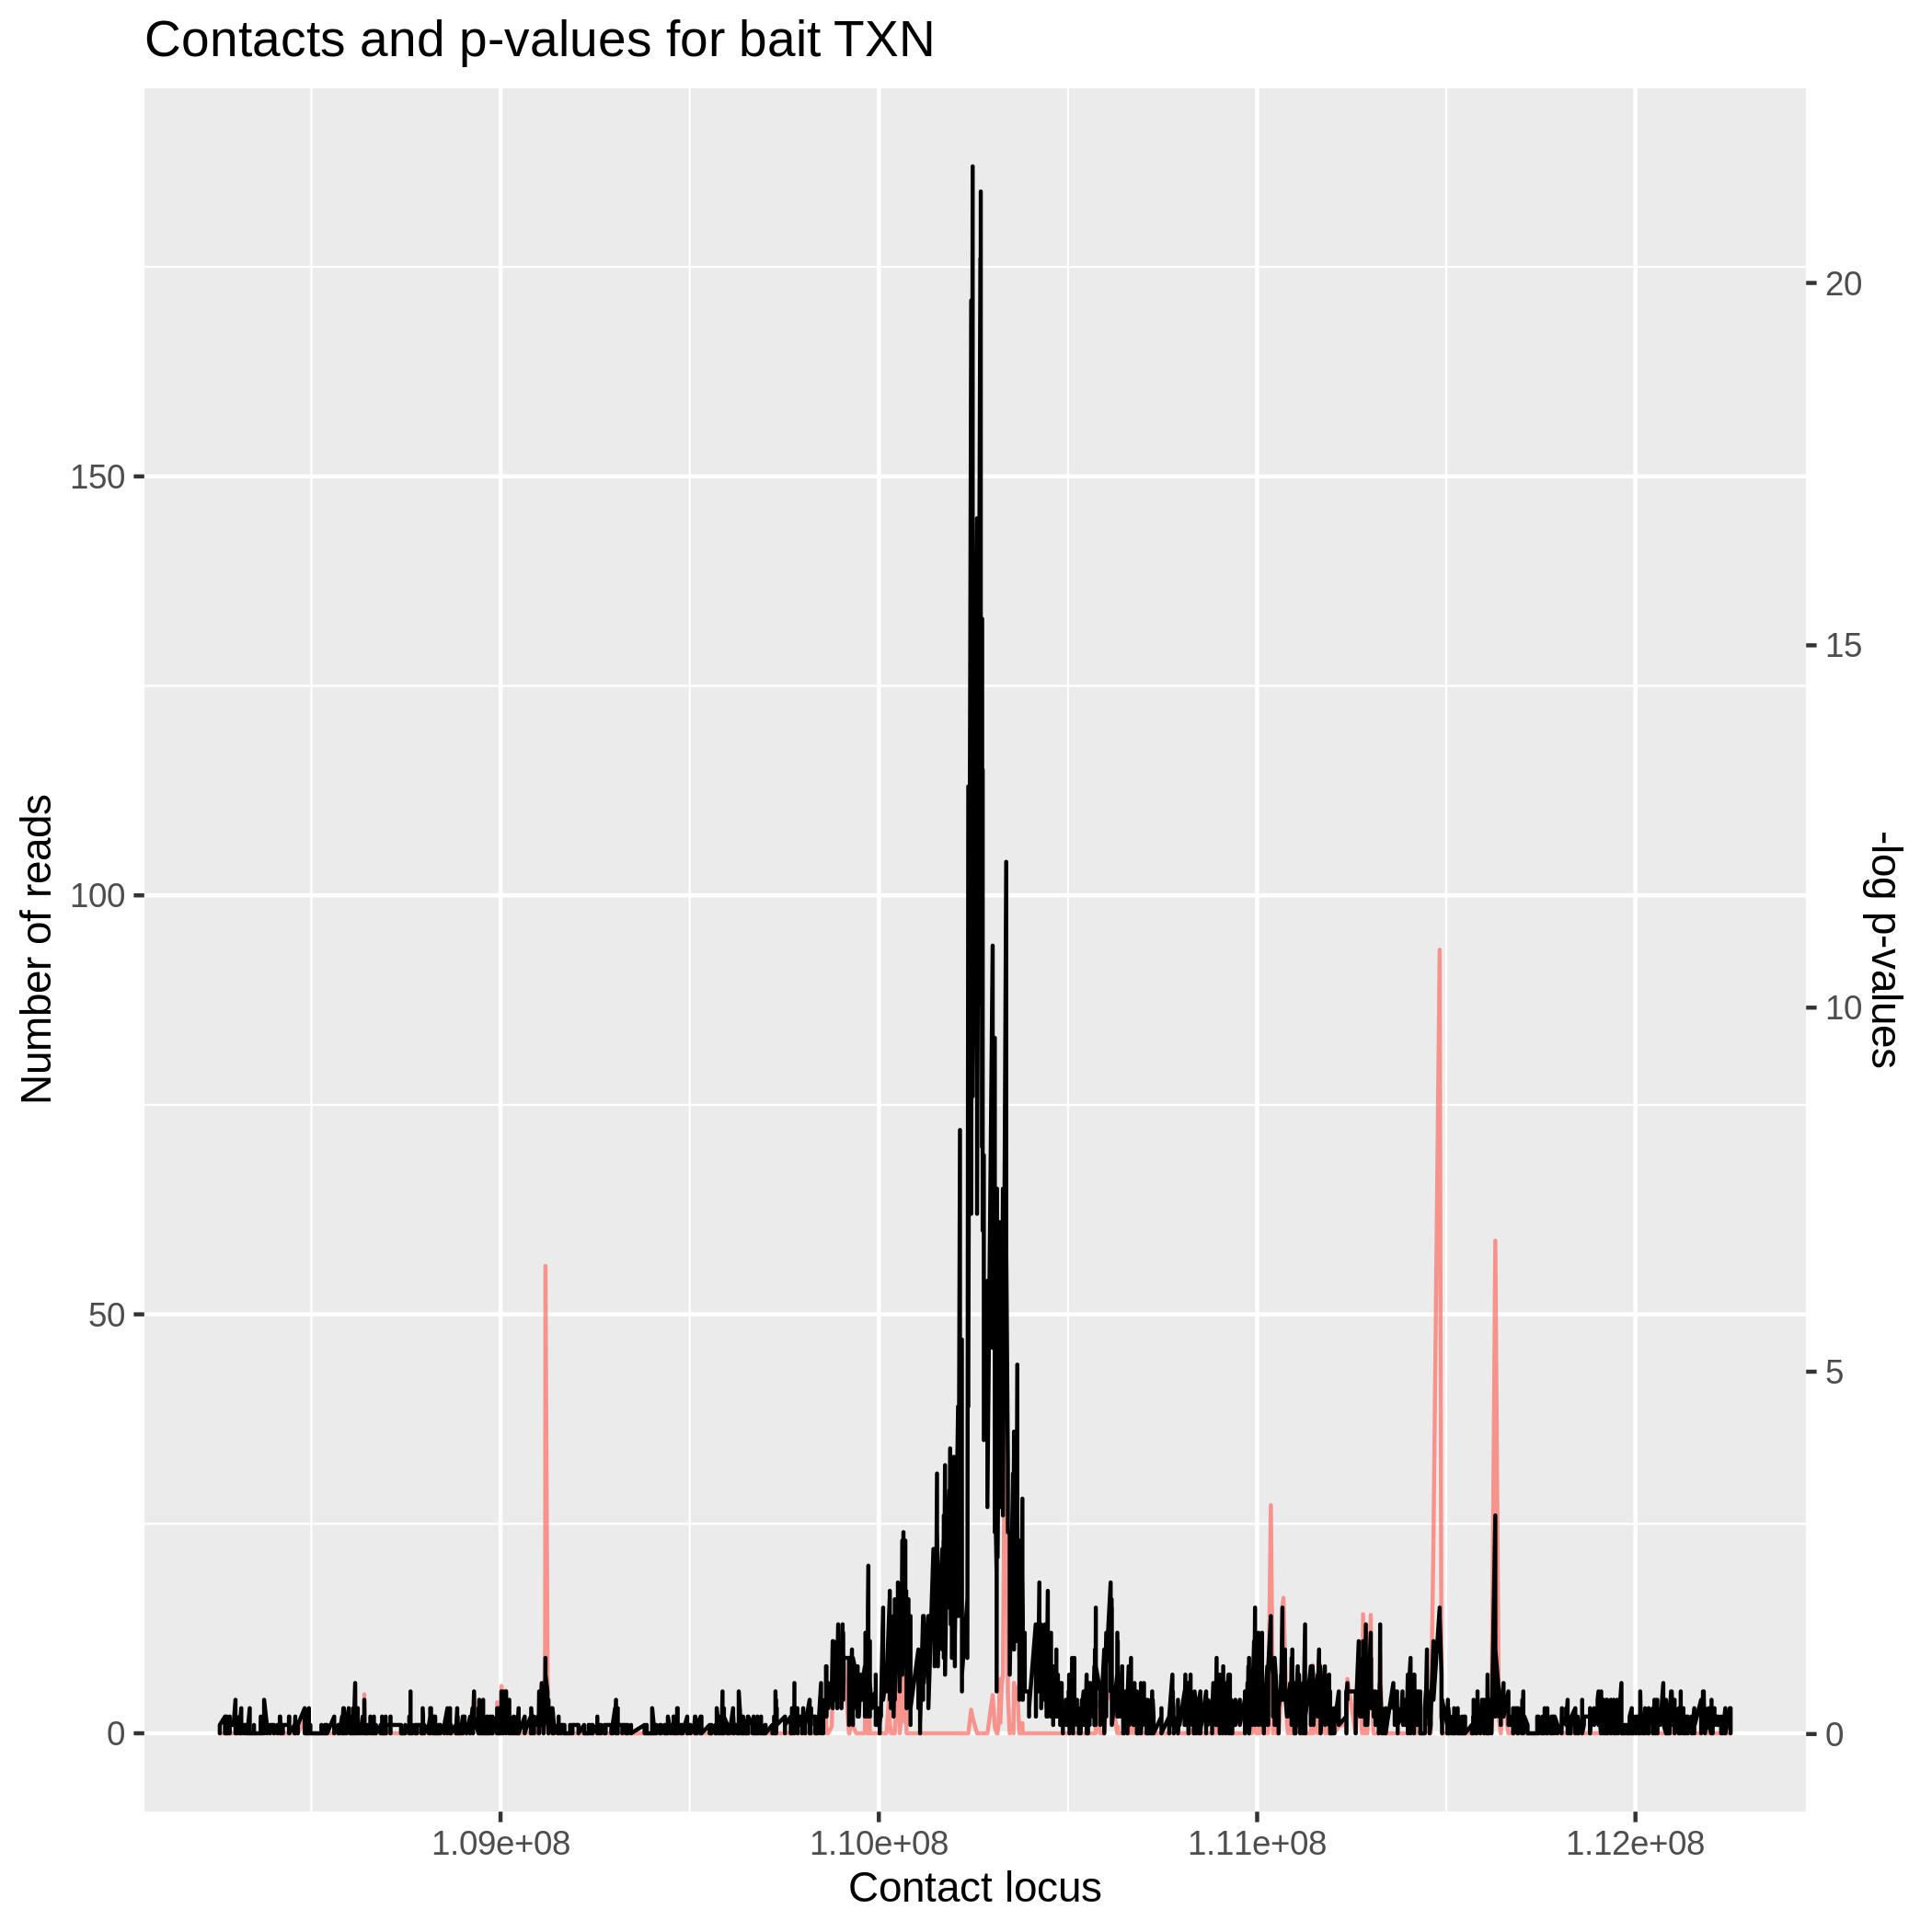 Contacts and p-values for bait TXN
Number of reads
150
100
50
0
20
15
10
5
0
-log p-values
1.09e+08
1.10e+08
1.11e+08
1.12e+08
Contact locus